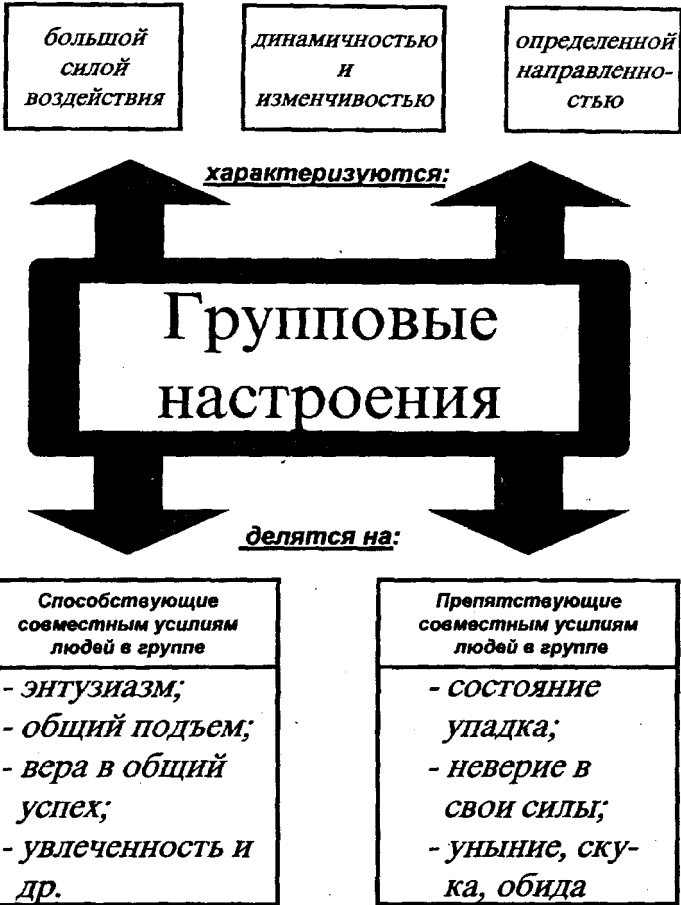 большой
силой
воздействия
динамичностью
и
изменчивостью
определенной
направленно-
стью
характеризуются:
Групповые
настроения
делятся на:
Способствующие
совместным усилиям
людей в группе
- энтузиазм;
- общий подъем;
- вера в общий
успех;
- увлеченность и
др.
Препятствующие
совместным усилиям
людей в группе
- состояние
упадка;
- неверие в
свои силы;
- уныние, ску-
ка, обида